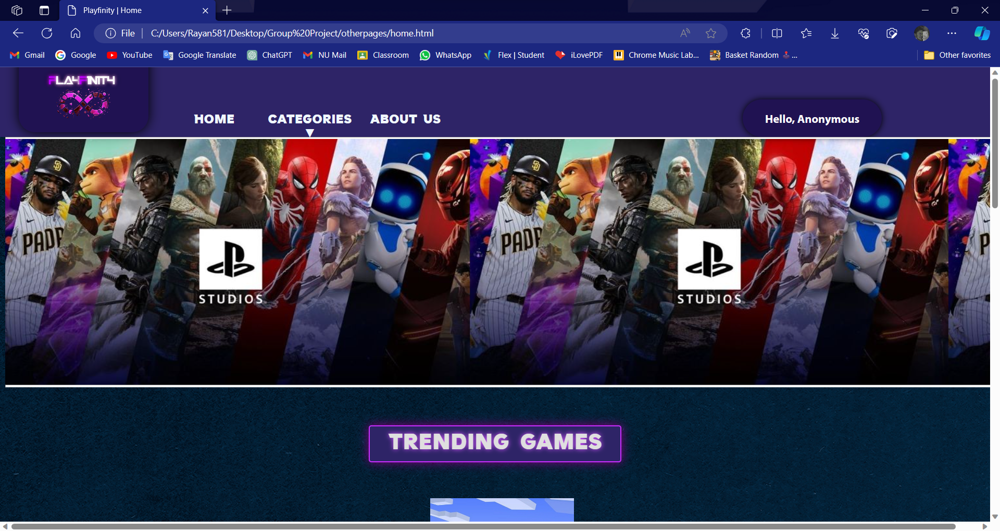 Playfinity | Home
File
C:/Users/Rayan581/Desktop/Group%20Project/otherpages/home.html
Gmail Google YouTube Google Translate ChatGPT NU Mail Classroom WhatsApp Flex | Student iLovePDF Chrome Music Lab... Basket Random 🕹️ ... Other favorites
PLAYFINITY
HOME CATEGORIES ABOUT US Hello, Anonymous
PADR
STUDIOS
PADR
STUDIOS
P
TRENDING GAMES